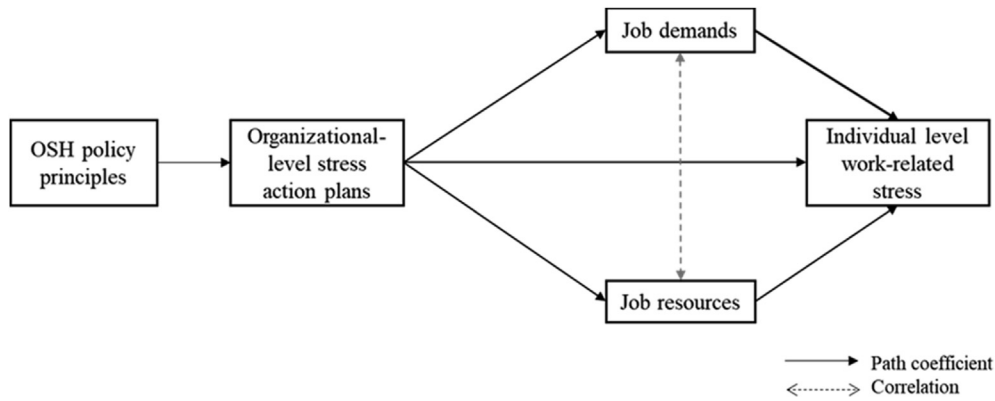 Job demands
OSH policy
principles
Organizational-
level stress
action plans
Individual level
work-related
stress
Job resources
Path coefficient
Correlation